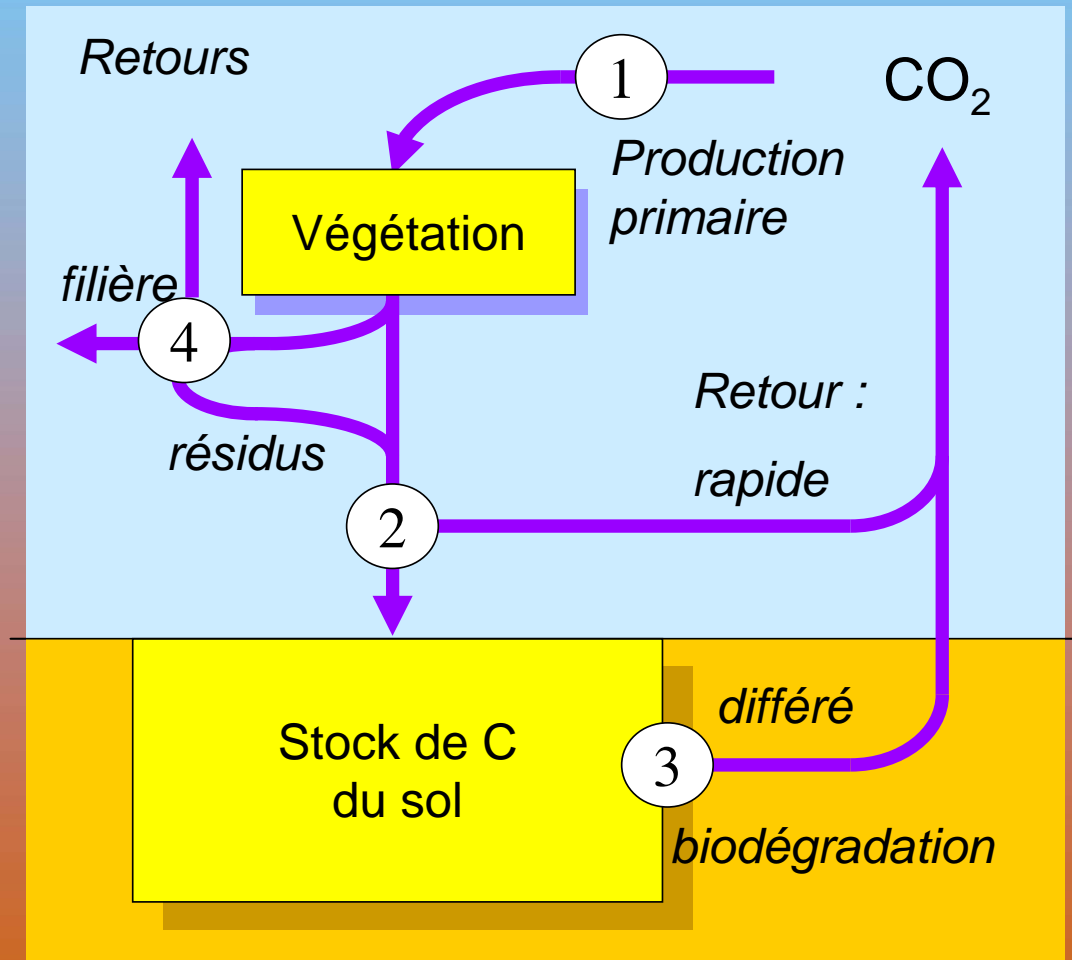 Retours
1
CO₂
Production
primaire
Végétation
filière
4
Retour :
résidus
rapide
2
différé
Stock de C
du sol
3
biodégradation